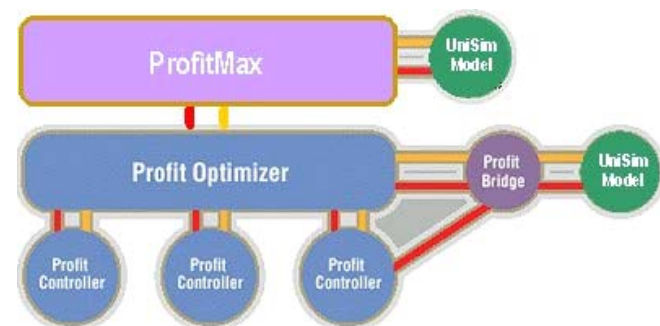 ProfitMax
UniSim
Model
Profit Optimizer
Profit
Bridge
UniSim
Model
Profit
Controller
Profit
Controller
Profit
Controller